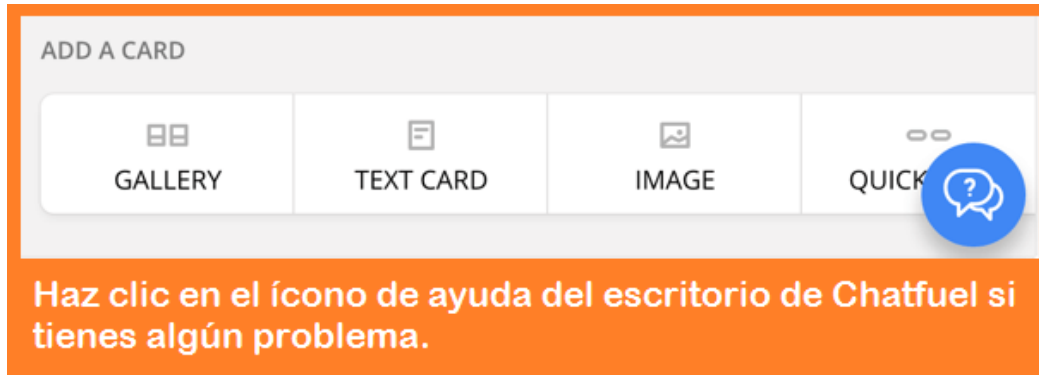 ADD A CARD
GALLERY TEXT CARD IMAGE QUICK
?
Haz clic en el ícono de ayuda del escritorio de Chatfuel si
tienes algún problema.